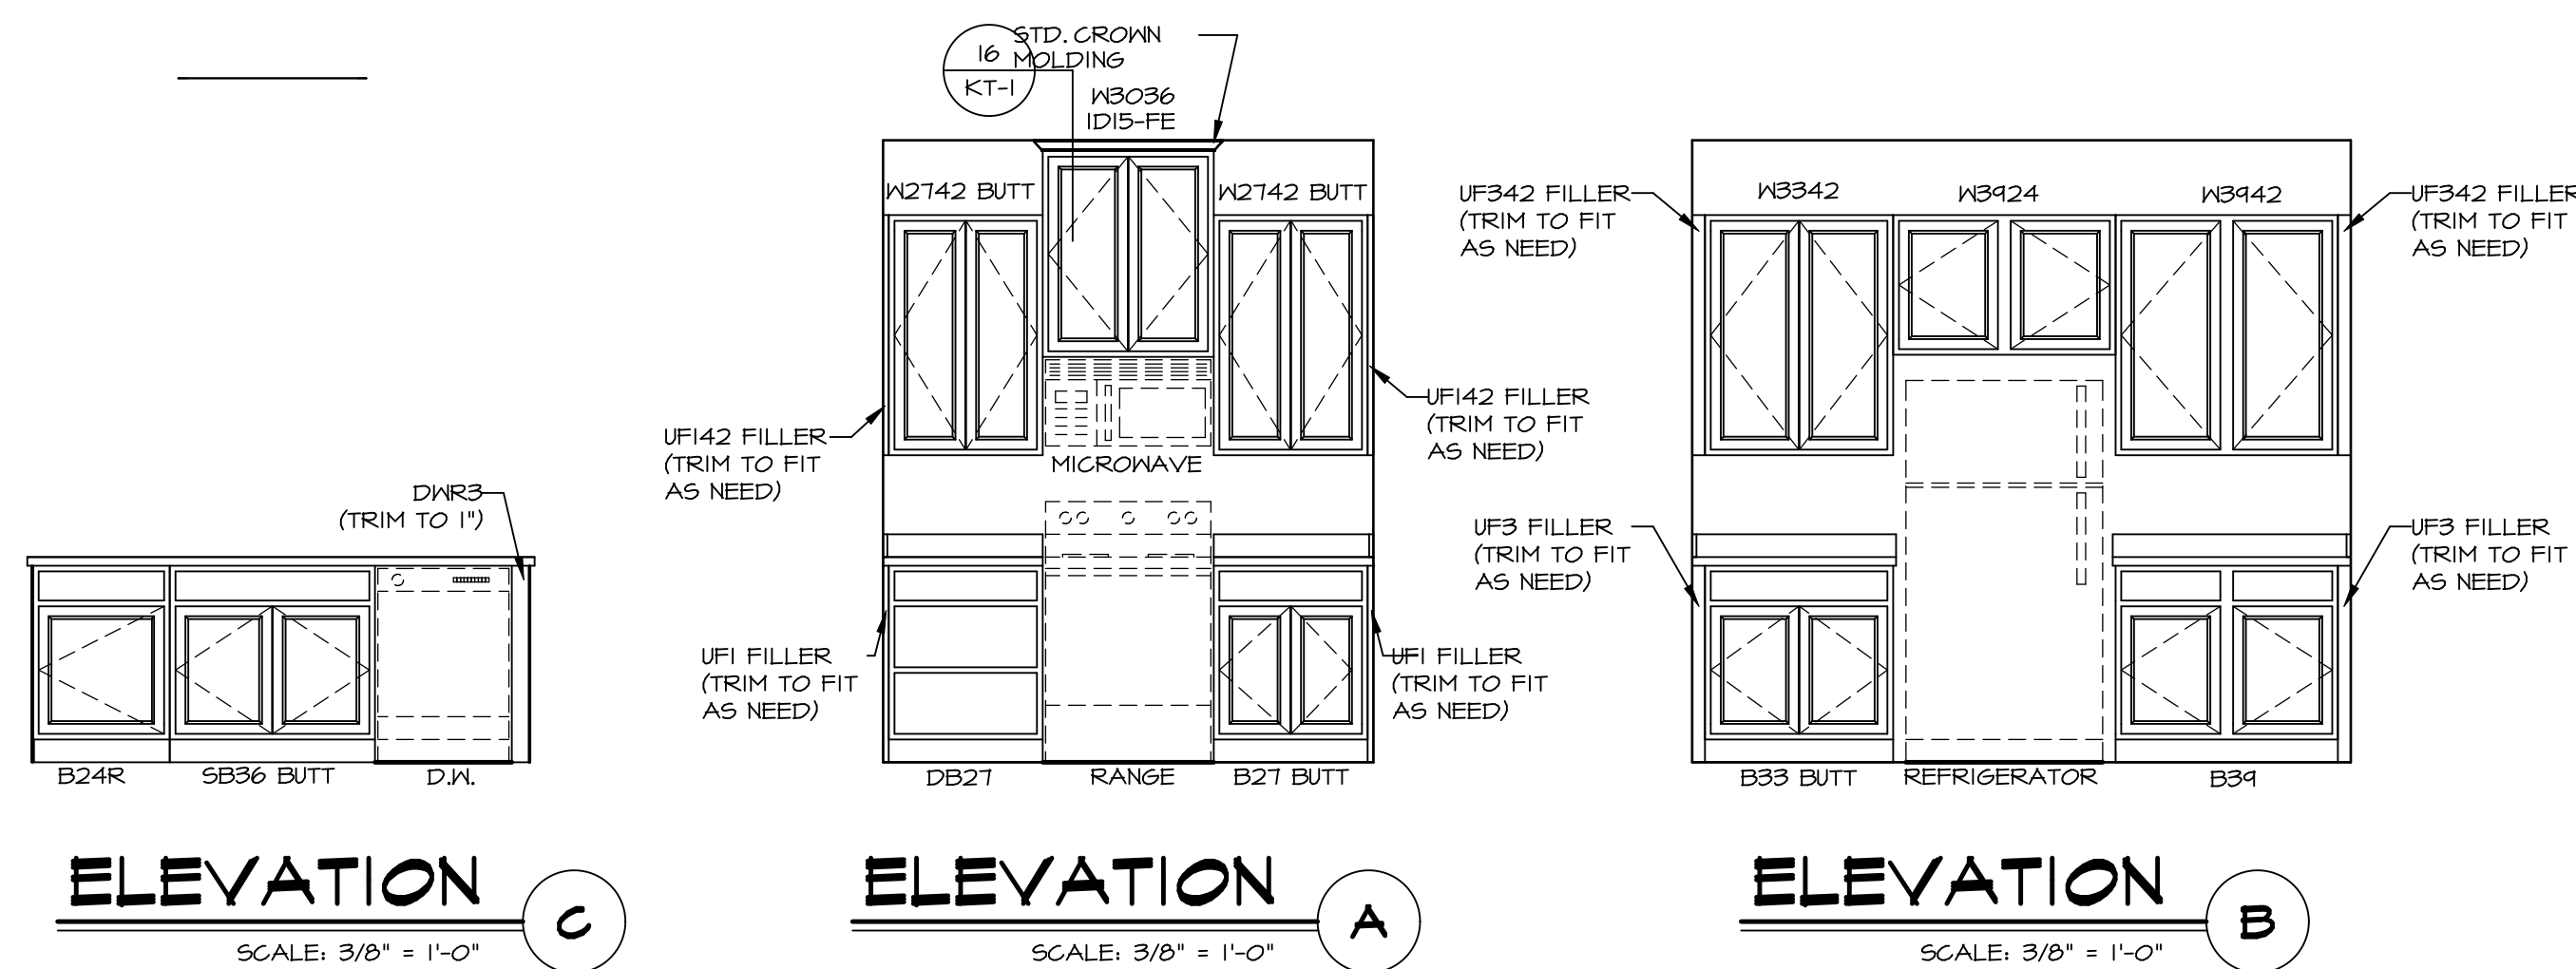 16
KT-1
STD. CROWN
MOLDING
W3036
1D15-FE
W2742 BUTT
W2742 BUTT
UF142 FILLER
(TRIM TO FIT
AS NEED)
MICROWAVE
UF142 FILLER
(TRIM TO FIT
AS NEED)
UF342 FILLER
(TRIM TO FIT
AS NEED)
W3342
W3924
W3942
UF342 FILLER
(TRIM TO FIT
AS NEED)
DWR3
(TRIM TO 1")
UF3 FILLER
(TRIM TO FIT
AS NEED)
UF3 FILLER
(TRIM TO FIT
AS NEED)
UF1 FILLER
(TRIM TO FIT
AS NEED)
UF1 FILLER
(TRIM TO FIT
AS NEED)
B24R
SB36 BUTT
D.W.
DB27
RANGE
B27 BUTT
B33 BUTT
REFRIGERATOR
B39
ELEVATION
C
SCALE: 3/8" = 1'-0"
ELEVATION
A
SCALE: 3/8" = 1'-0"
ELEVATION
B
SCALE: 3/8" = 1'-0"